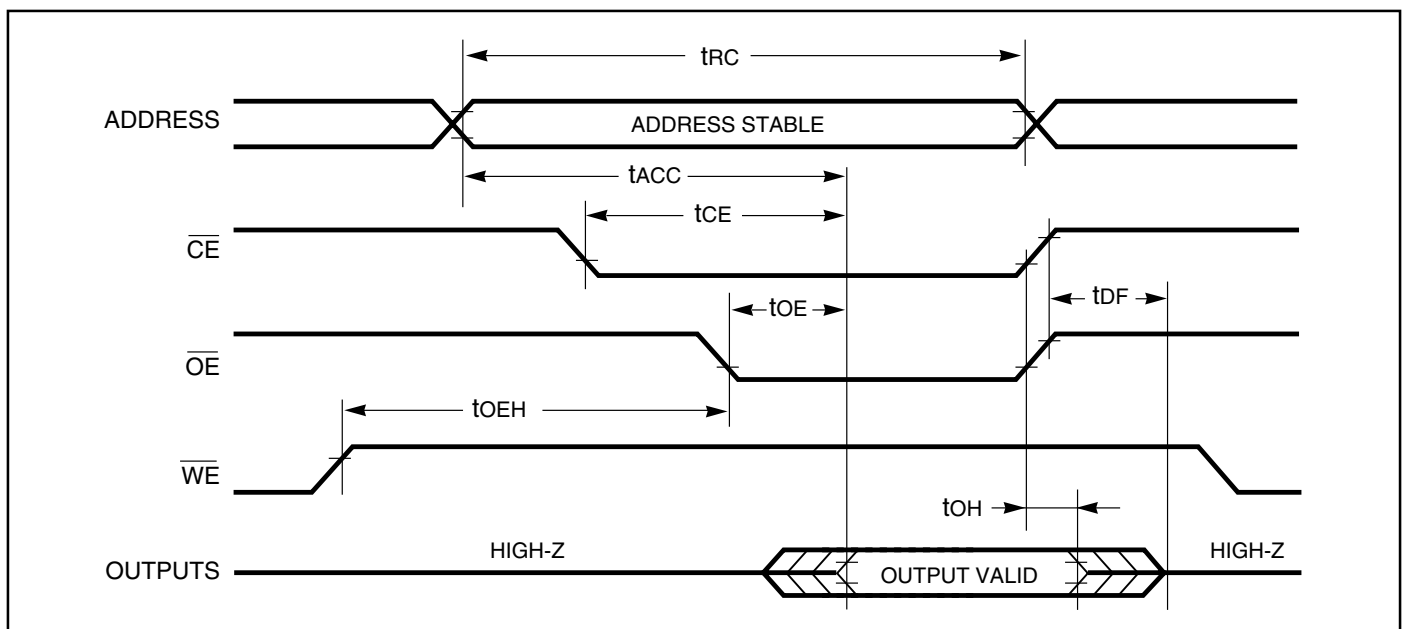 tRC
ADDRESS
ADDRESS STABLE
tACC
tCE
CE
tOE
tDF
OE
tOEH
WE
tOH
HIGH-Z
HIGH-Z
OUTPUTS
OUTPUT VALID